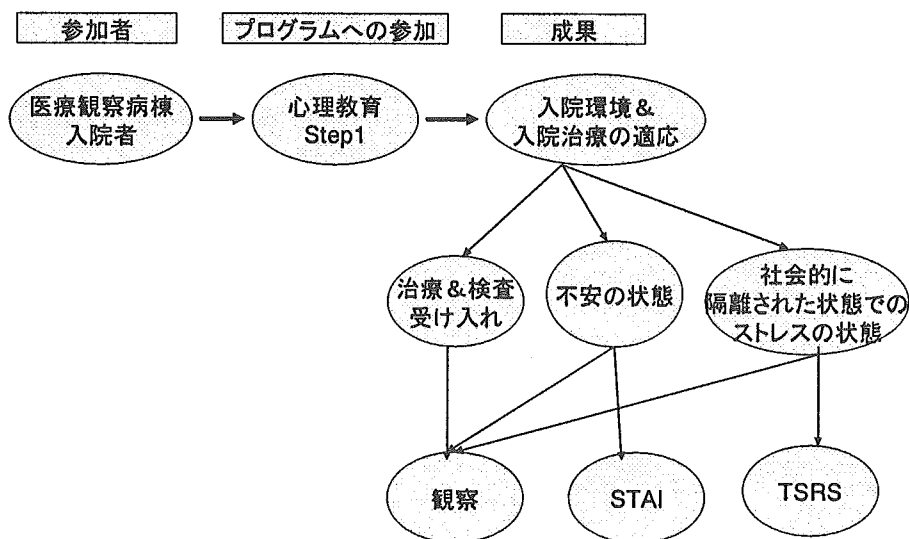 参加者
プログラムへの参加
成果
医療観察病棟
入院者
心理教育
Step1
入院環境&
入院治療の適応
治療&検査
受け入れ
不安の状態
社会的に
隔離された状態での
ストレスの状態
観察
STAI
TSRS